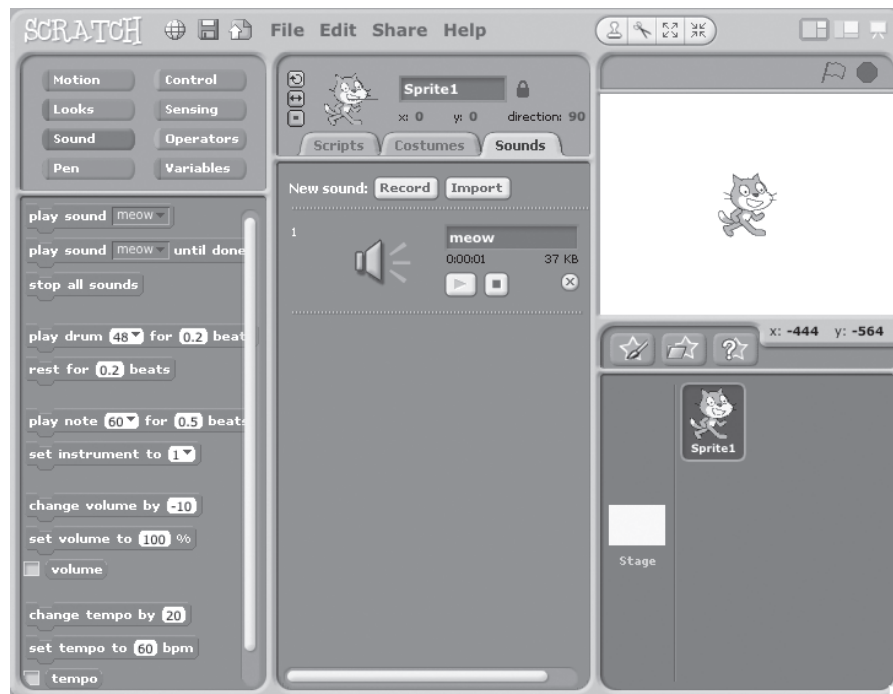 SCRATCH File Edit Share Help
Motion Control
Looks Sensing
Sound Operators
Pen Variables
play sound meow
play sound meow until done
stop all sounds
play drum 48 for 0.2 beat
rest for 0.2 beats
play note 60 for 0.5 beats
set instrument to 1
change volume by -10
set volume to 100 %
volume
change tempo by 20
set tempo to 60 bpm
tempo
Sprite1
x: 0 y: 0 direction: 90
Scripts Costumes Sounds
New sound: Record Import
1
meow
0:00:01 37 KB
x: -444 y: -564
Sprite1
Stage